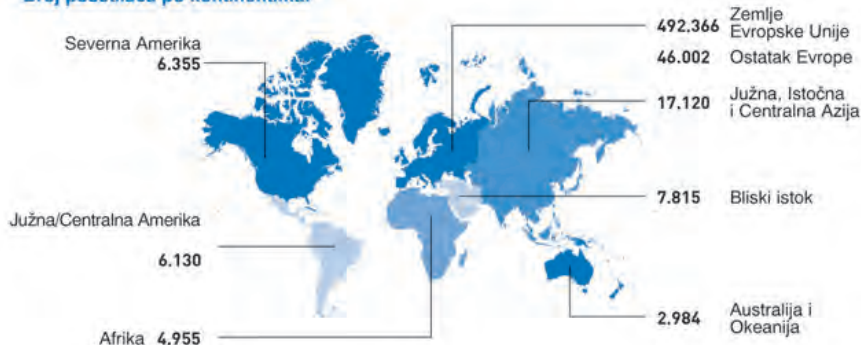 Severna Amerika
6.355
Južna/Centralna Amerika
6.130
Afrika 4.955
492.366 Zemlje
Evropske Unije
46.002 Ostatak Evrope
17.120 Južna, Istočna
i Centralna Azija
7.815 Bliski istok
2.984 Australija i
Okeanija